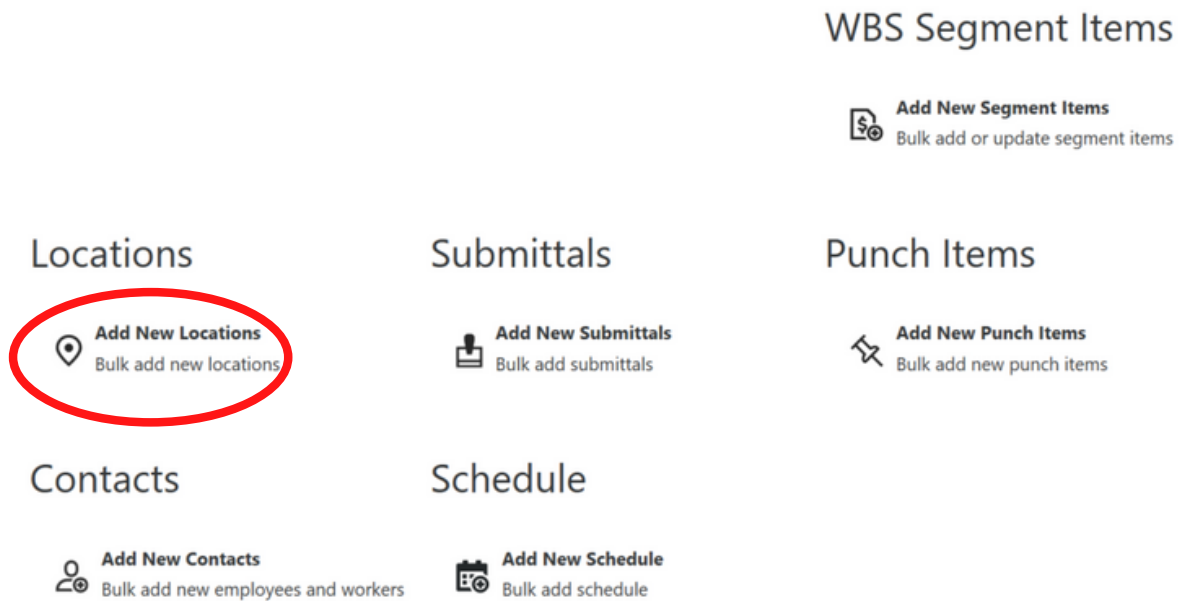 WBS Segment Items
Add New Segment Items
Bulk add or update segment items
Locations
Add New Locations
Bulk add new locations
Submittals
Add New Submittals
Bulk add submittals
Punch Items
Add New Punch Items
Bulk add new punch items
Contacts
Add New Contacts
Bulk add new employees and workers
Schedule
Add New Schedule
Bulk add schedule